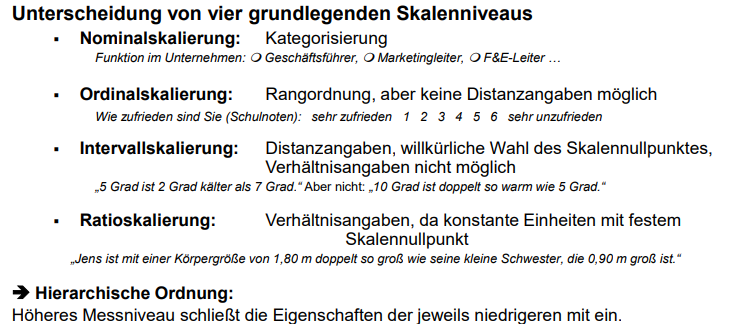 Unterscheidung von vier grundlegenden Skalenniveaus
▪ Nominalskalierung: Kategorisierung
Funktion im Unternehmen: ❍ Geschäftsführer, ❍ Marketingleiter, ❍ F&E-Leiter …
▪ Ordinalskalierung: Rangordnung, aber keine Distanzangaben möglich
Wie zufrieden sind Sie (Schulnoten): sehr zufrieden 1 2 3 4 5 6 sehr unzufrieden
▪ Intervallskalierung: Distanzangaben, willkürliche Wahl des Skalennullpunktes,
Verhältnisangaben nicht möglich
„5 Grad ist 2 Grad kälter als 7 Grad.“ Aber nicht: „10 Grad ist doppelt so warm wie 5 Grad.“
▪ Ratioskalierung: Verhältnisangaben, da konstante Einheiten mit festem
Skalennullpunkt
„Jens ist mit einer Körpergröße von 1,80 m doppelt so groß wie seine kleine Schwester, die 0,90 m groß ist.“
➔ Hierarchische Ordnung:
Höheres Messniveau schließt die Eigenschaften der jeweils niedrigeren mit ein.